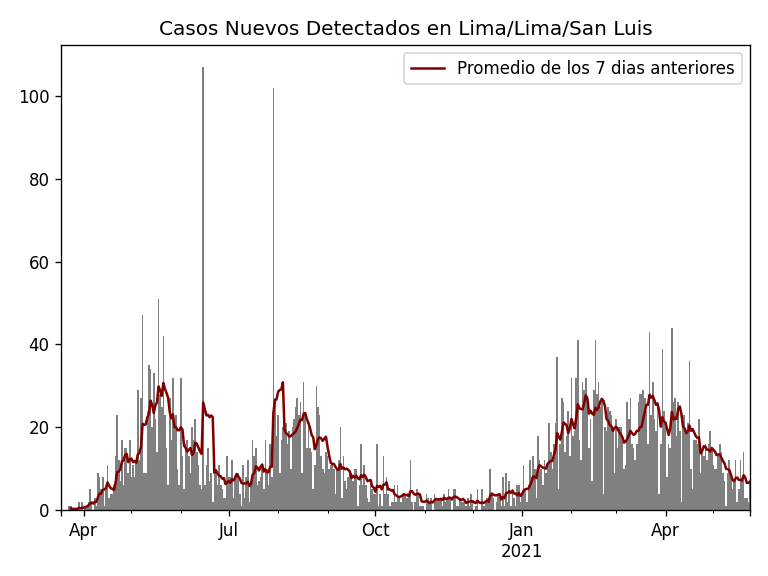 Casos Nuevos Detectados en Lima/Lima/San Luis
Promedio de los 7 dias anteriores
100
80
60
40
20
0
Apr Jul Oct Jan Apr
2021